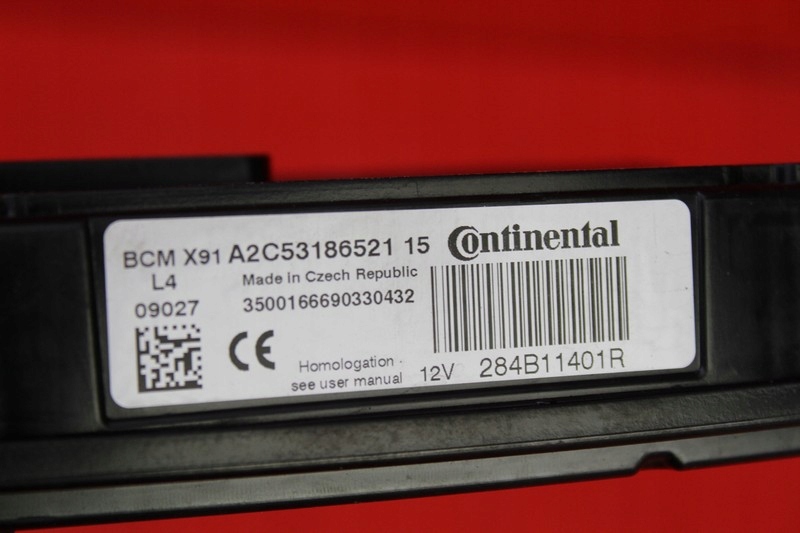 BCM X91 A2C53186521 15 Continental
L4 Made in Czech Republic
09027 3500166690330432
CE Homologation -
see user manual 12V 284B11401R